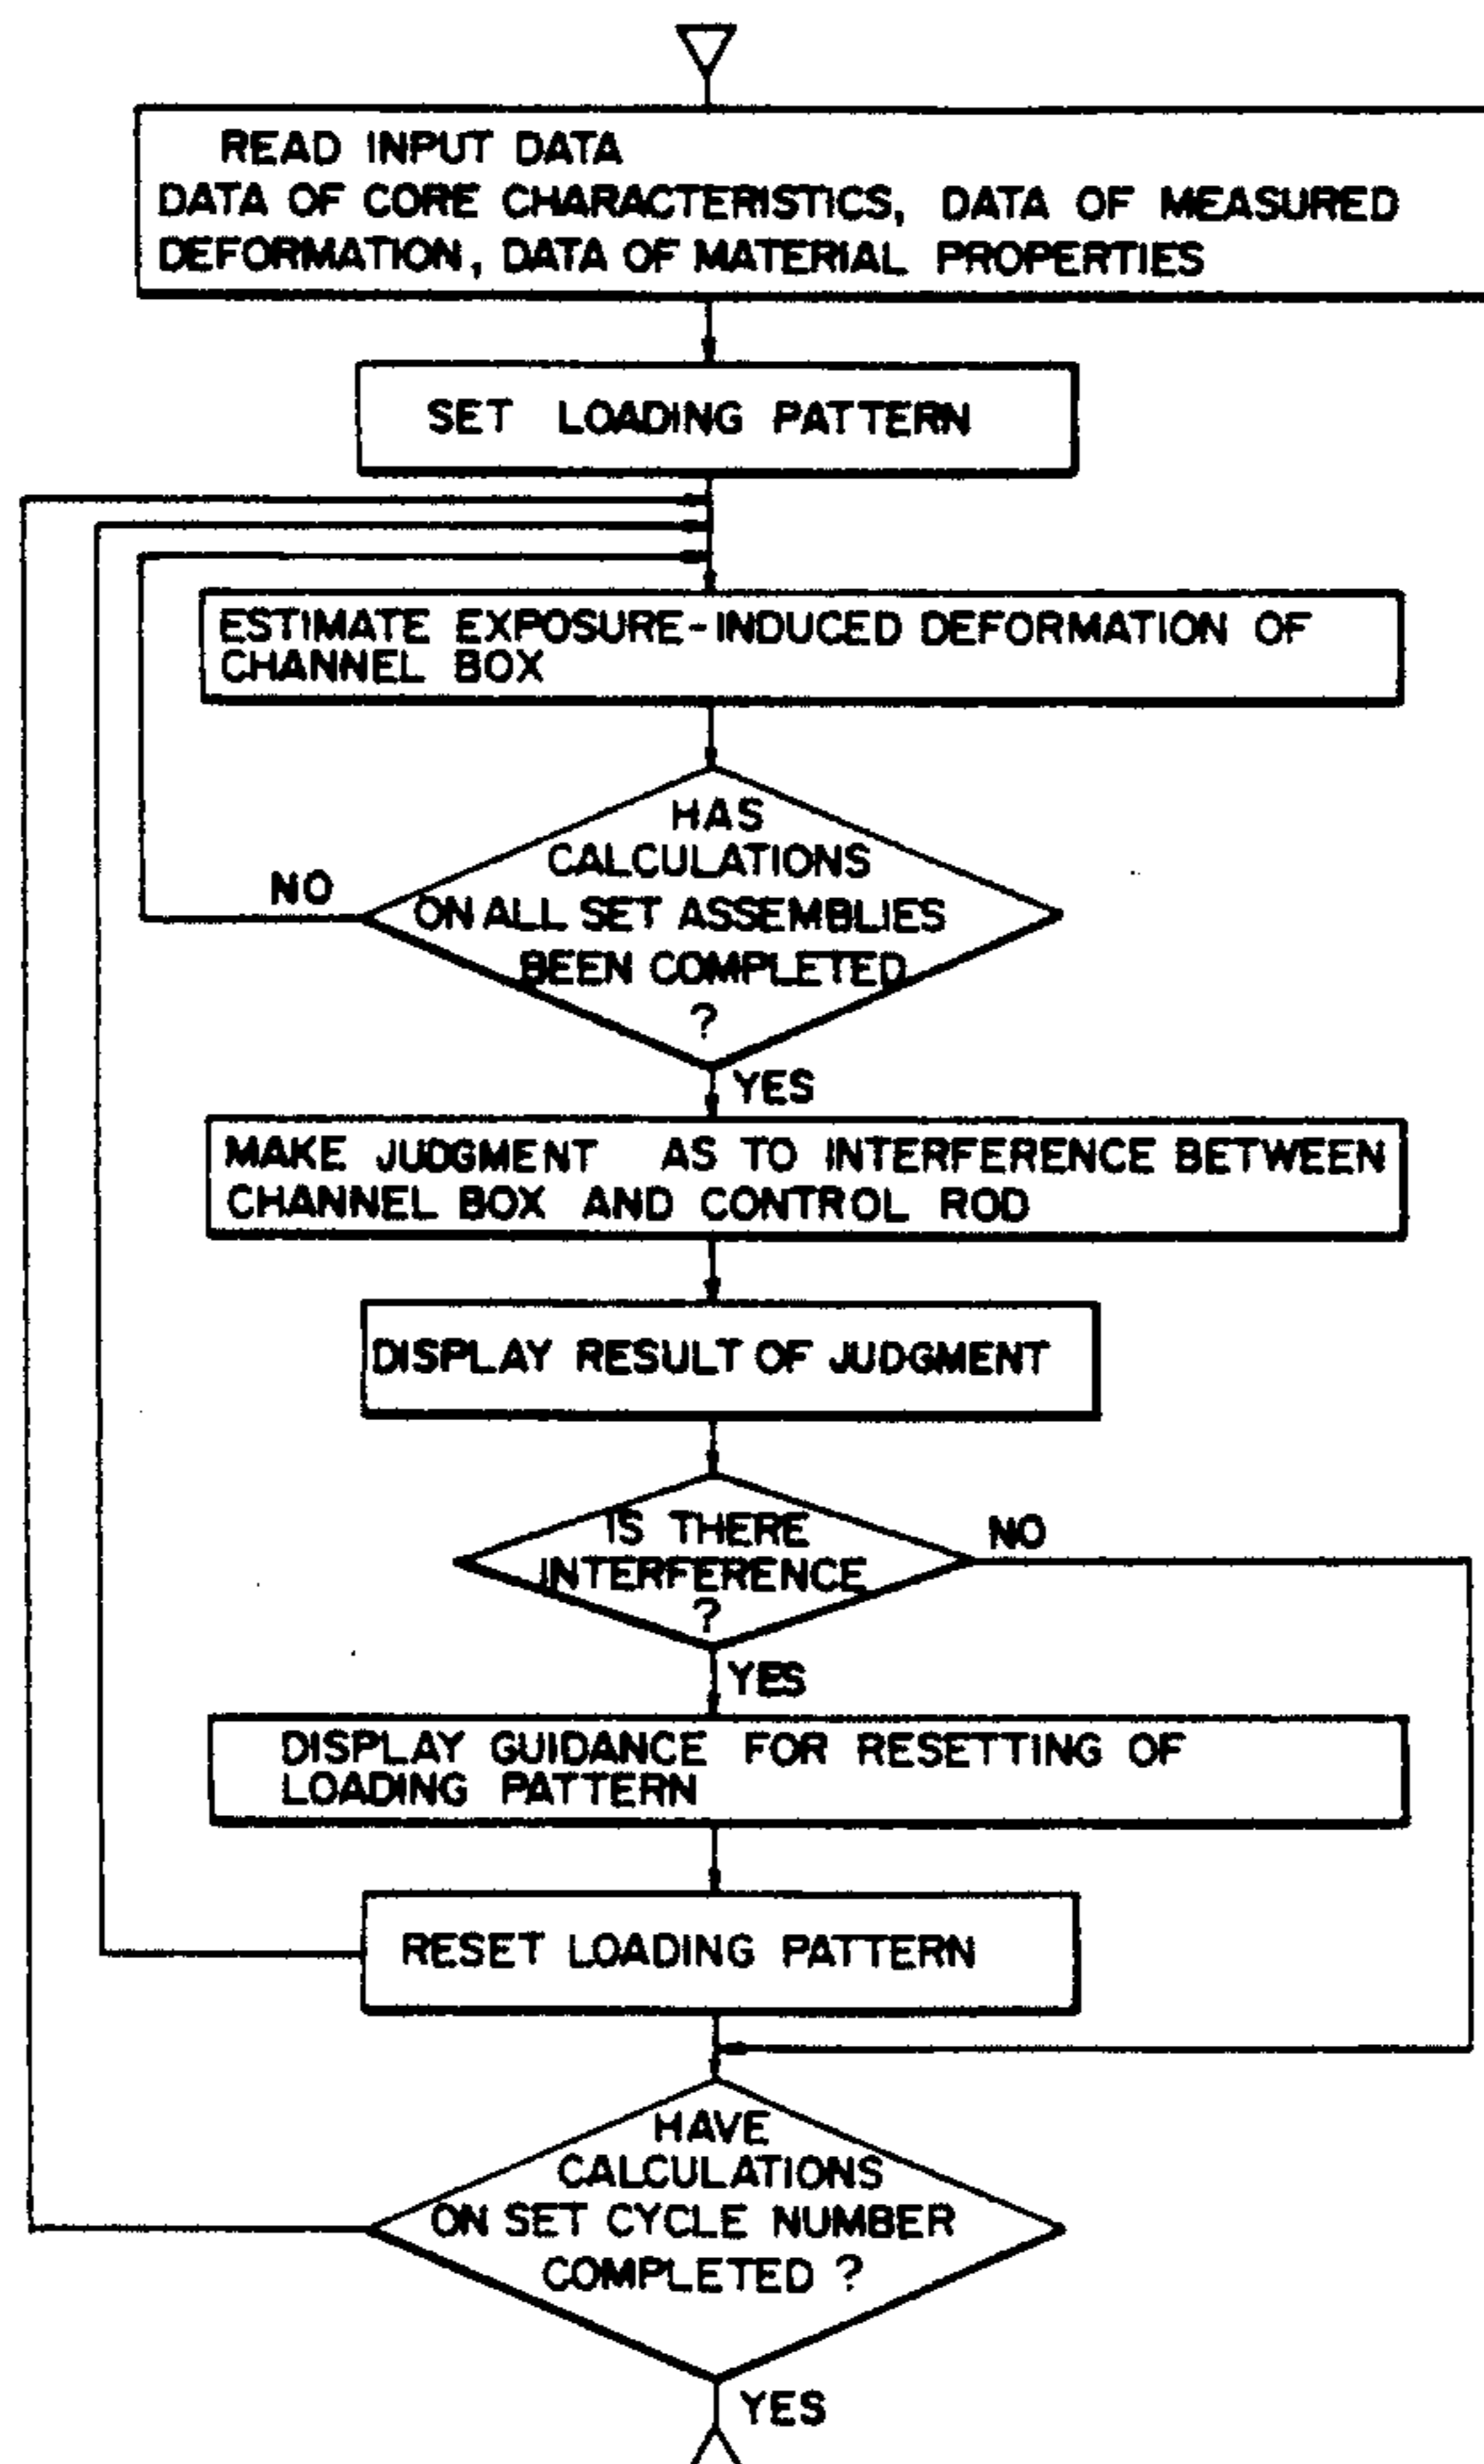 READ INPUT DATA
DATA OF CORE CHARACTERISTICS, DATA OF MEASURED
DEFORMATION, DATA OF MATERIAL PROPERTIES
SET LOADING PATTERN
ESTIMATE EXPOSURE-INDUCED DEFORMATION OF
CHANNEL BOX
HAS
CALCULATIONS
ON ALL SET ASSEMBLIES
BEEN COMPLETED
?
NO
YES
MAKE JUDGMENT AS TO INTERFERENCE BETWEEN
CHANNEL BOX AND CONTROL ROD
DISPLAY RESULT OF JUDGMENT
IS THERE
INTERFERENCE
?
NO
YES
DISPLAY GUIDANCE FOR RESETTING OF
LOADING PATTERN
RESET LOADING PATTERN
HAVE
CALCULATIONS
ON SET CYCLE NUMBER
COMPLETED ?
YES